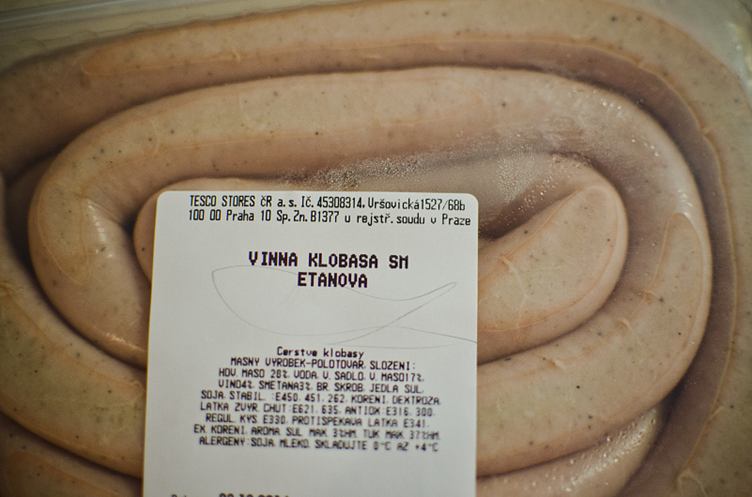 TESCO STORES ČR a.s. Ič. 45308314, Vršovická1527/68b
100 00 Praha 10 Sp.Zn. B1377 u rejstř.soudu v Praze
VINNA KLOBASA SM
ETANOVA
Cerstve klobasy
MASNY VYROBEK-POLOTOVAR. SLOZENI:
HOV. MASO 28%. VODA. V. SADLO. V. MASO17%.
VINO4%. SMETANA3%. BR. SKROB. JEDLA SUL.
SOJA. STABIL. :E450. 451. 262. KORENI. DEXTROZA.
LATKA ZVYR. CHUT:E621. 635. ANTIOX E316. 300.
REGUL. KYS E330. PROTISPEKAVA LATKA E341.
EX. KORENI. AROMA. SUL MAX 3%HM. TUK MAX 37%HM.
ALERGENY:SOJA. MLEKO. SKLADUJTE 0°C AZ +4°C